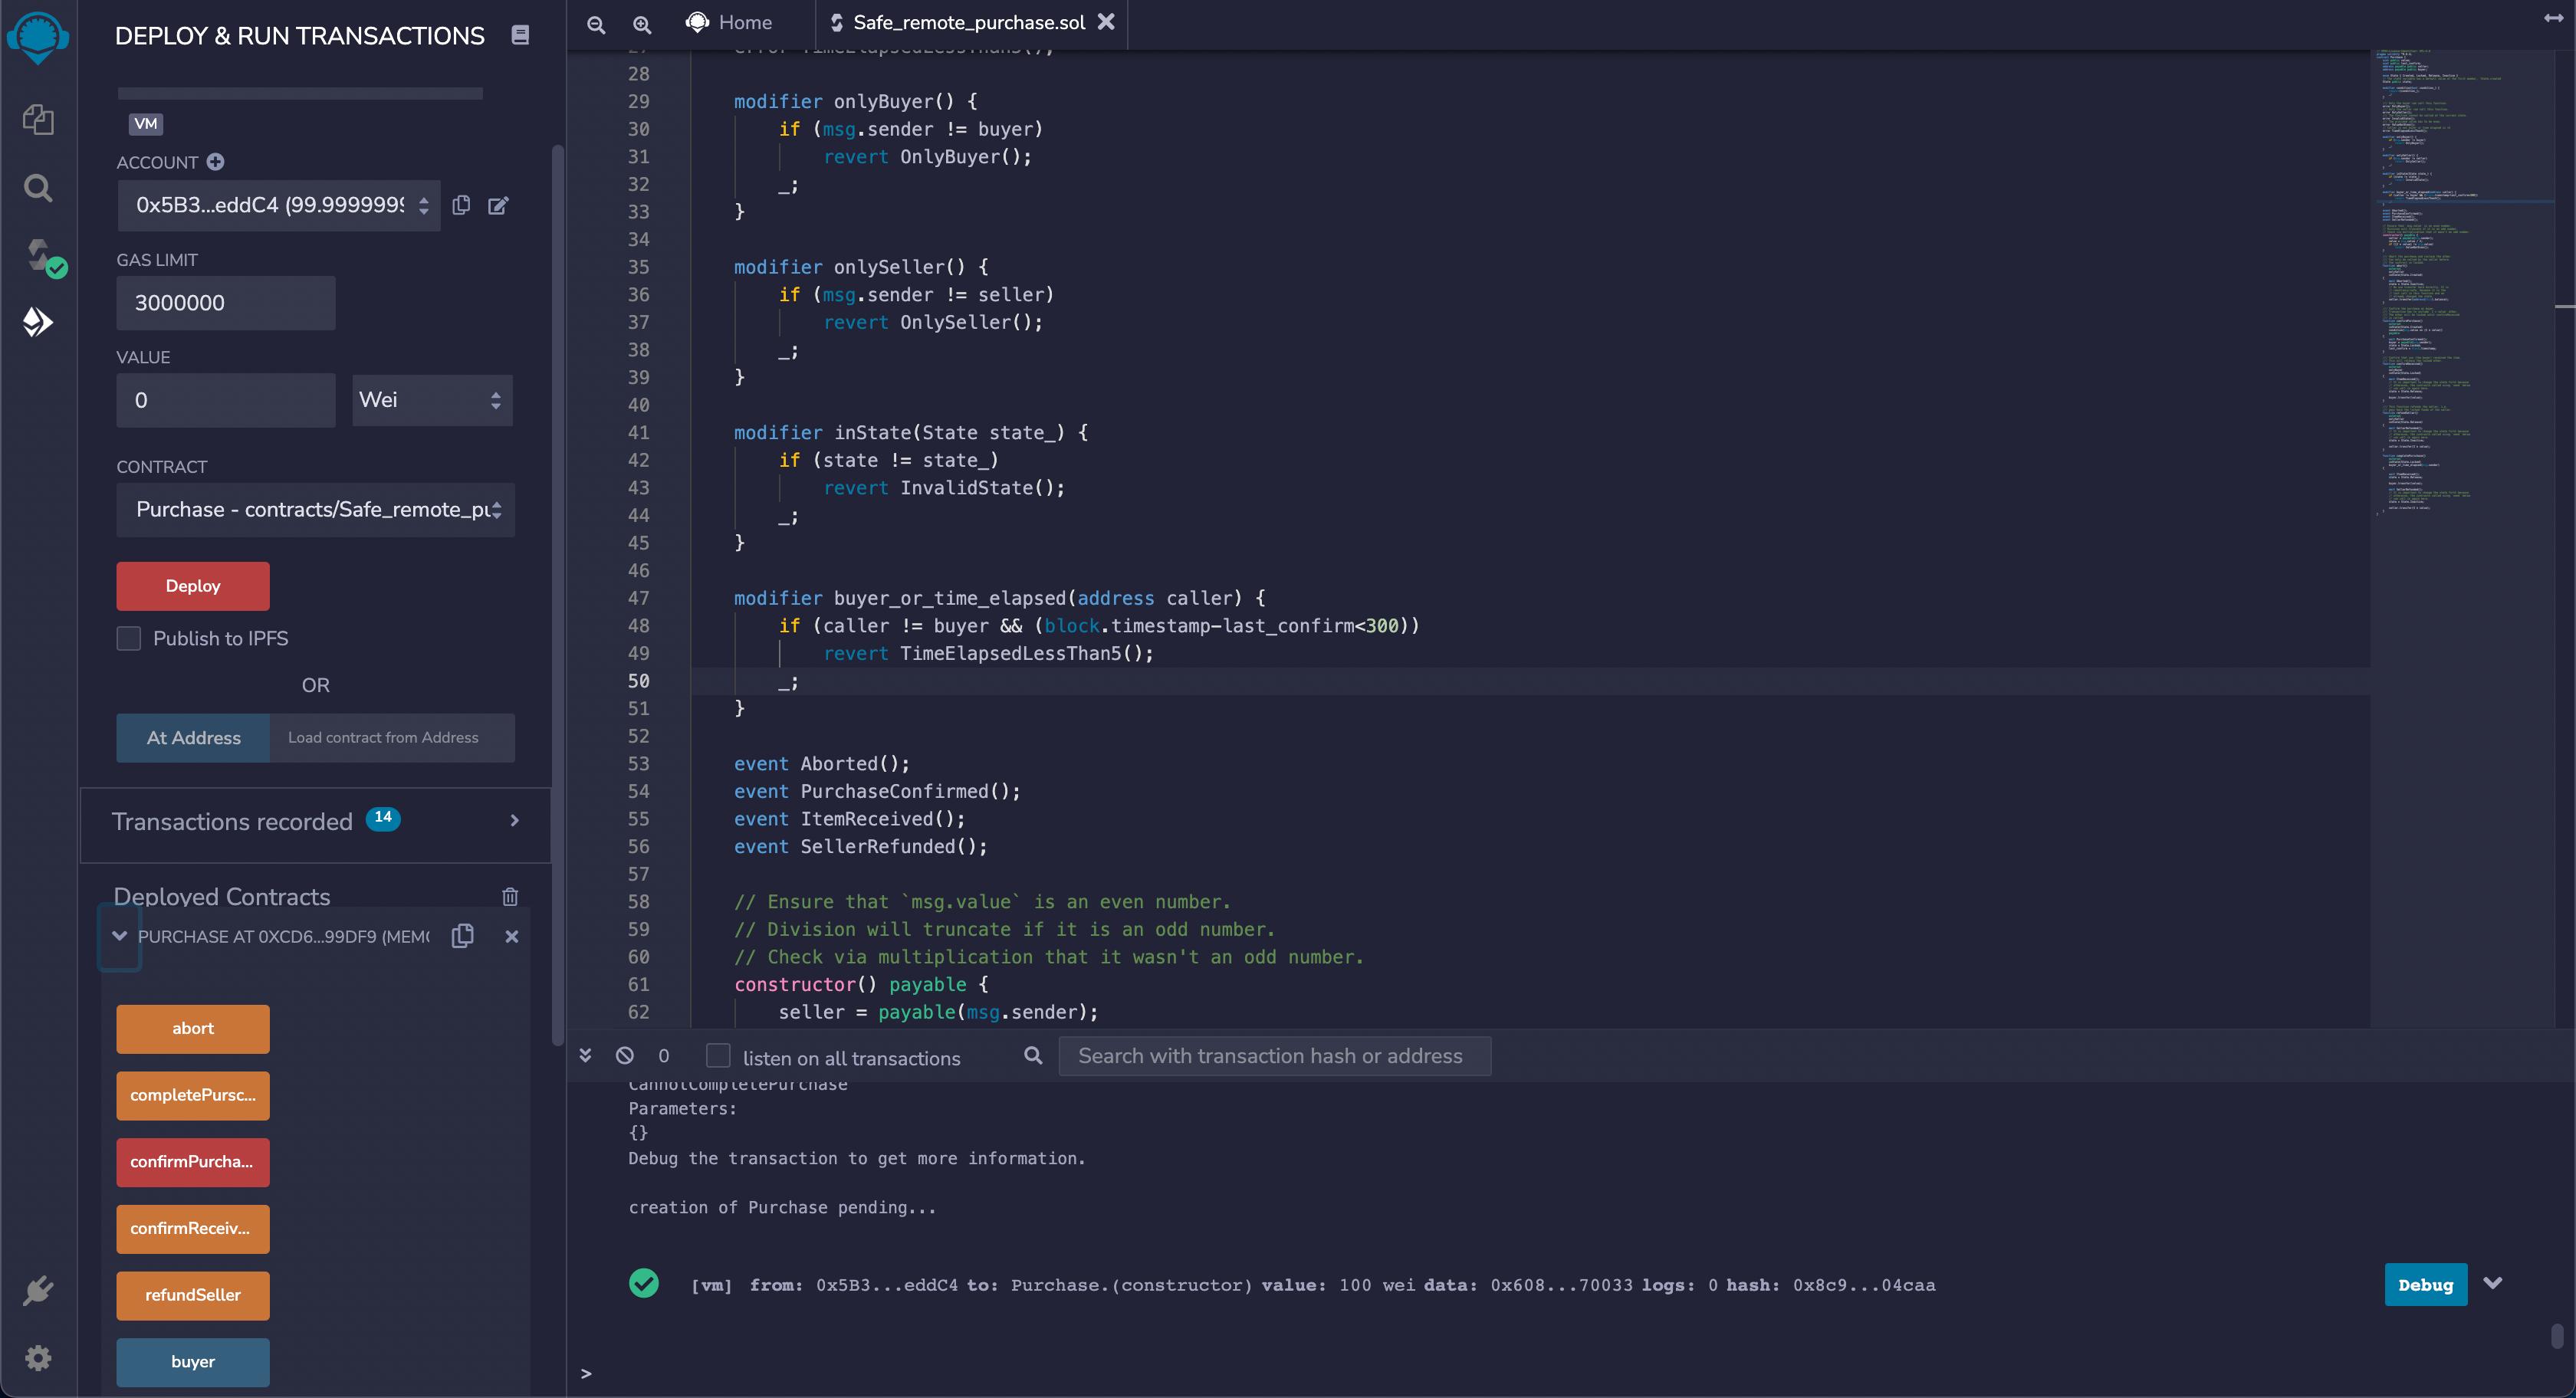 DEPLOY & RUN TRANSACTIONS
VM
ACCOUNT
0x5B3...eddC4 (99.9999999
GAS LIMIT
3000000
VALUE
0
Wei
CONTRACT
Purchase - contracts/Safe_remote_pu
Deploy
Publish to IPFS
OR
At Address
Load contract from Address
Transactions recorded 14
Deployed Contracts
PURCHASE AT 0XCD6...99DF9 (MEMO
abort
completePursc...
confirmPurcha...
confirmReceiv...
refundSeller
buyer
Home
Safe_remote_purchase.sol
27 error TimeElapsedLessThan5();
28
29 modifier onlyBuyer() {
30 if (msg.sender != buyer)
31 revert OnlyBuyer();
32 _;
33 }
34
35 modifier onlySeller() {
36 if (msg.sender != seller)
37 revert OnlySeller();
38 _;
39 }
40
41 modifier inState(State state_) {
42 if (state != state_)
43 revert InvalidState();
44 _;
45 }
46
47 modifier buyer_or_time_elapsed(address caller) {
48 if (caller != buyer && (block.timestamp-last_confirm<300))
49 revert TimeElapsedLessThan5();
50 _;
51 }
52
53 event Aborted();
54 event PurchaseConfirmed();
55 event ItemReceived();
56 event SellerRefunded();
57
58 // Ensure that `msg.value` is an even number.
59 // Division will truncate if it is an odd number.
60 // Check via multiplication that it wasn't an odd number.
61 constructor() payable {
62 seller = payable(msg.sender);
0
listen on all transactions
Search with transaction hash or address
CannotCompletePurchase
Parameters:
{}
Debug the transaction to get more information.
creation of Purchase pending...
[vm] from: 0x5B3...eddC4 to: Purchase.(constructor) value: 100 wei data: 0x608...70033 logs: 0 hash: 0x8c9...04caa
Debug
>